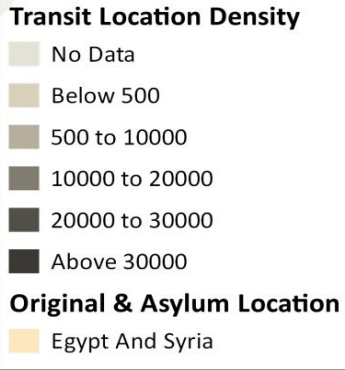 Transit Location Density
No Data
Below 500
500 to 10000
10000 to 20000
20000 to 30000
Above 30000
Original & Asylum Location
Egypt And Syria